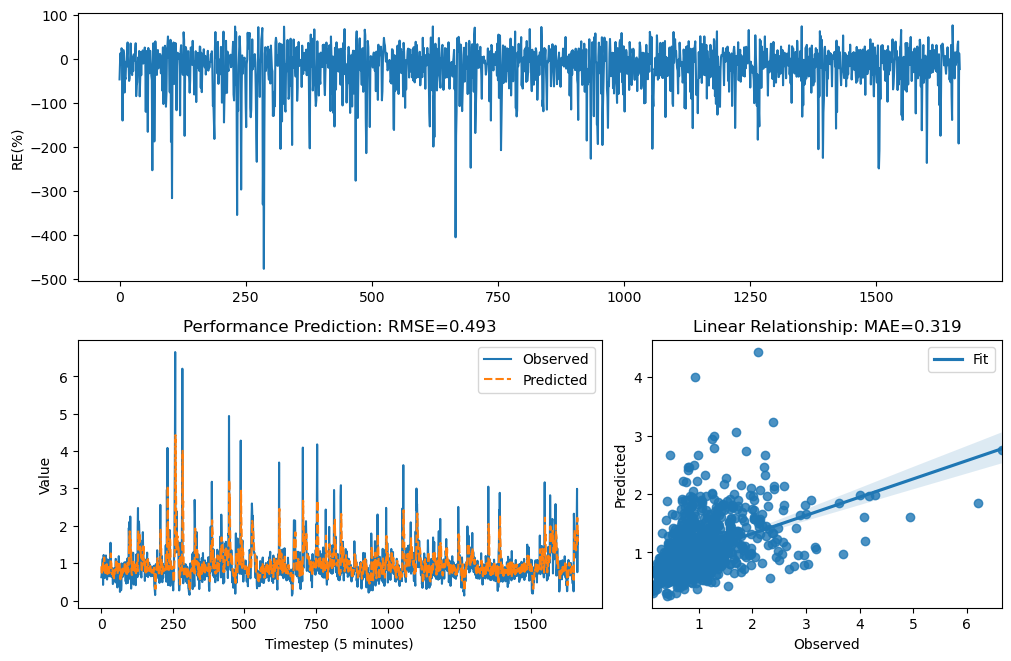 100
0
−100
−200
−300
−400
−500
RE(%)
0 250 500 750 1000 1250 1500
Performance Prediction: RMSE=0.493
Observed
Predicted
6
5
4
3
2
1
0
Value
0 250 500 750 1000 1250 1500
Timestep (5 minutes)
Linear Relationship: MAE=0.319
Fit
4
3
2
1
Predicted
1 2 3 4 5 6
Observed